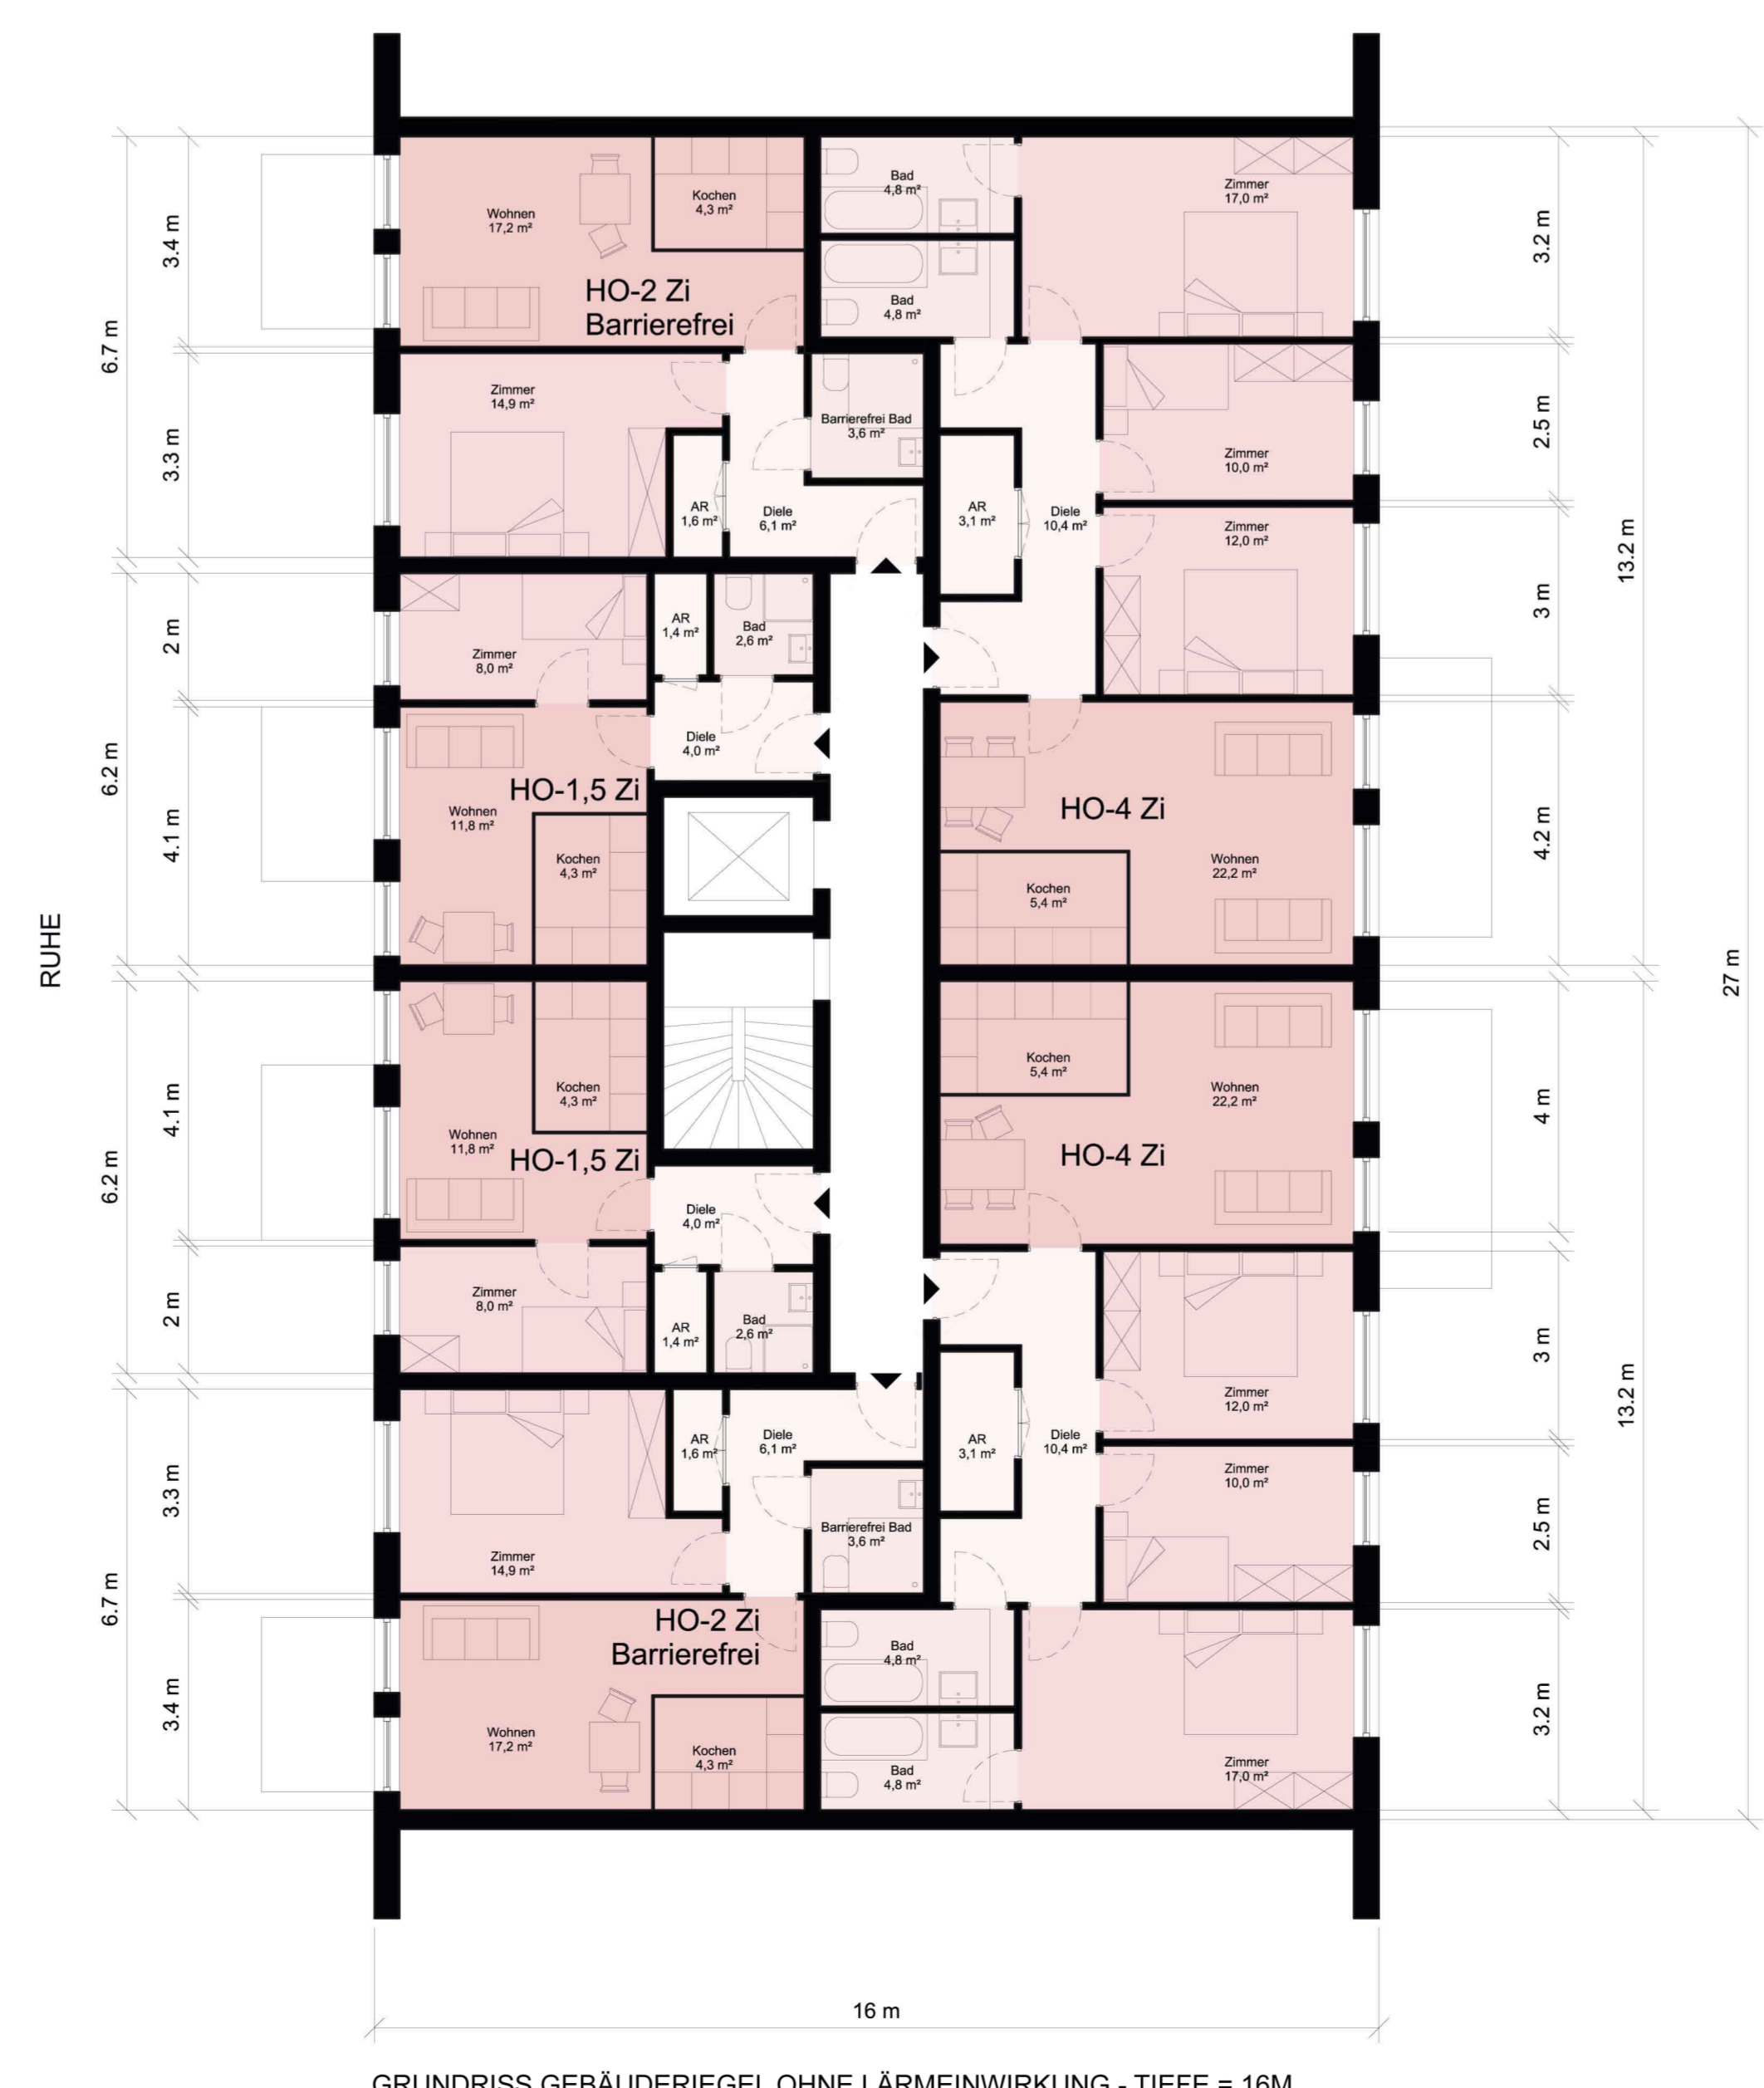 Wohnen
17,2 m²
Kochen
4,3 m²
HO-2 Zi
Barrierefrei
Bad
4,8 m²
Bad
4,8 m²
Zimmer
17,0 m²
3.4 m
6.7 m
3.2 m
Zimmer
14,9 m²
Barrierefrei Bad
3,6 m²
AR
1,6 m²
Diele
6,1 m²
AR
3,1 m²
Diele
10,4 m²
Zimmer
10,0 m²
Zimmer
12,0 m²
3.3 m
2.5 m
13.2 m
3 m
Zimmer
8,0 m²
AR
1,4 m²
Bad
2,6 m²
Diele
4,0 m²
2 m
6.2 m
HO-1,5 Zi
Wohnen
11,8 m²
Kochen
4,3 m²
4.1 m
HO-4 Zi
Wohnen
22,2 m²
Kochen
5,4 m²
4.2 m
RUHE
27 m
Kochen
4,3 m²
Wohnen
11,8 m²
HO-1,5 Zi
4.1 m
6.2 m
Kochen
5,4 m²
Wohnen
22,2 m²
HO-4 Zi
4 m
Diele
4,0 m²
Zimmer
8,0 m²
AR
1,4 m²
Bad
2,6 m²
2 m
Zimmer
12,0 m²
3 m
13.2 m
AR
1,6 m²
Diele
6,1 m²
AR
3,1 m²
Diele
10,4 m²
Zimmer
10,0 m²
Barrierefrei Bad
3,6 m²
Zimmer
14,9 m²
3.3 m
6.7 m
2.5 m
HO-2 Zi
Barrierefrei
Bad
4,8 m²
Wohnen
17,2 m²
Kochen
4,3 m²
Bad
4,8 m²
Zimmer
17,0 m²
3.4 m
3.2 m
16 m
GRUNDRISS GEBÄUDERIEGEL OHNE LÄRMEINWIRKUNG - TIEFE = 16M